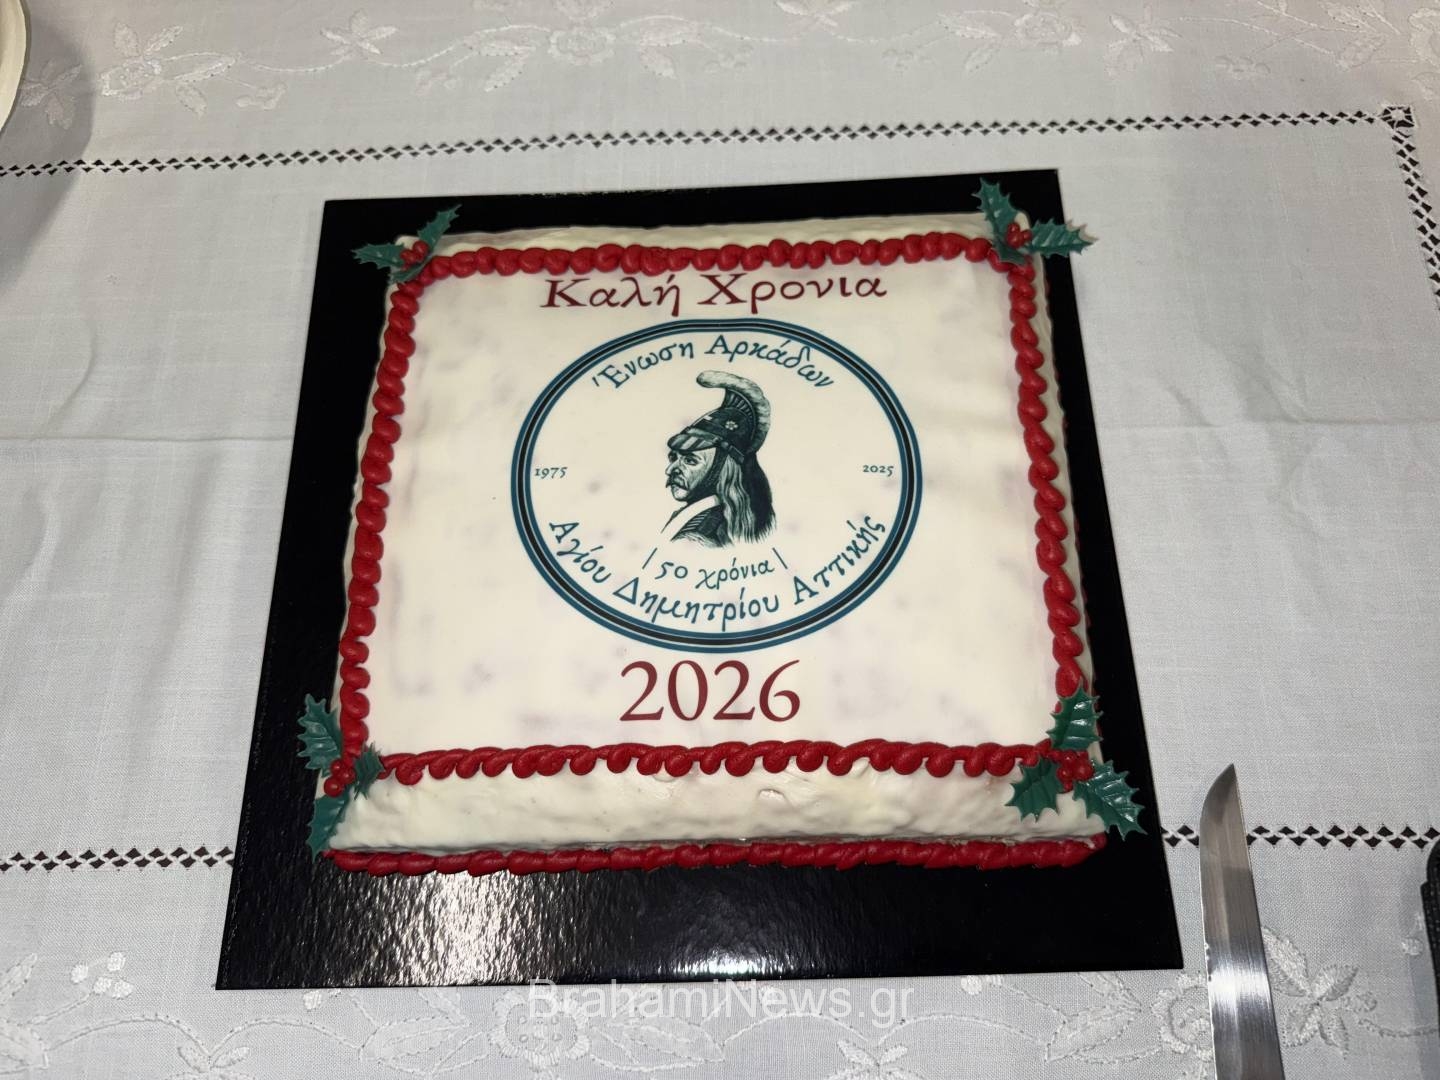 Καλή Χρονια
Ένωση Αρκάδων
1975
2025
| 50 χρόνια |
Αγίου Δημητρίου Αττικής
2026
BrahamiNews.gr